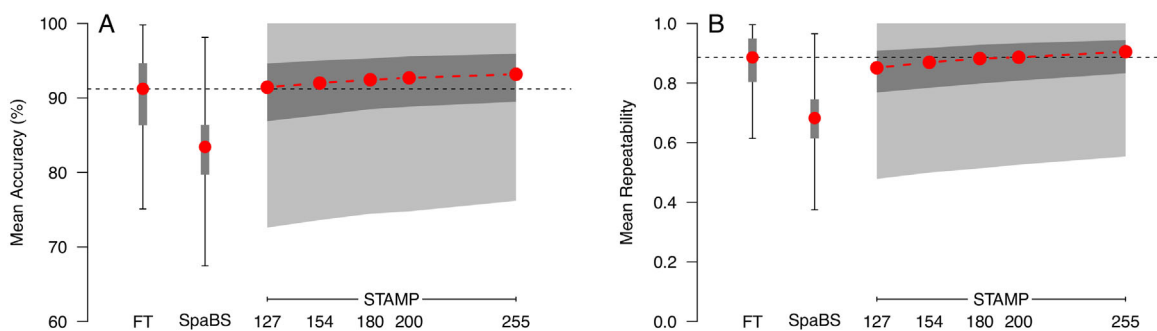 A
Mean Accuracy (%)
100
90
80
70
60
FT
SpaBS
STAMP
127 154 180 200 255
B
Mean Repeatability
1.0
0.8
0.6
0.4
0.2
0.0
FT
SpaBS
STAMP
127 154 180 200 255